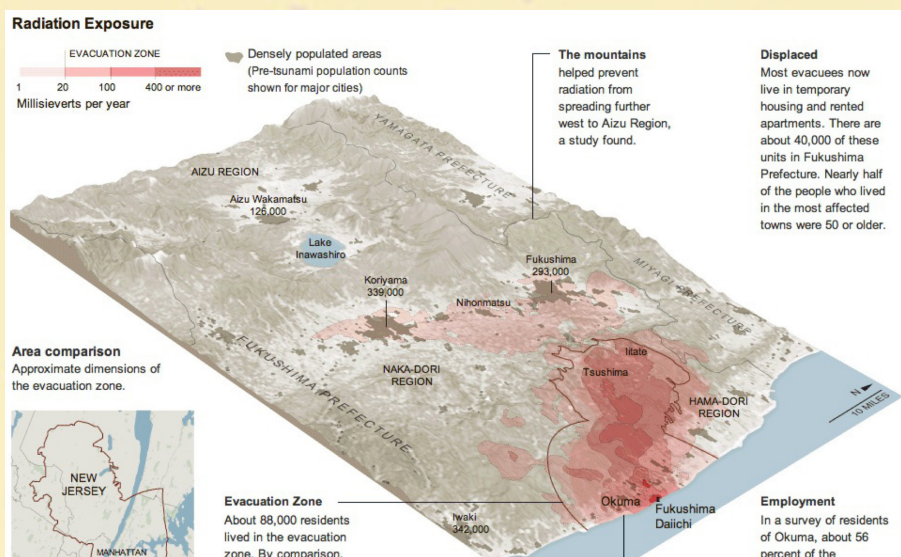 Radiation Exposure
EVACUATION ZONE
1 20 100 400 or more
Millisieverts per year
Densely populated areas
(Pre-tsunami population counts
shown for major cities)
The mountains
helped prevent
radiation from
spreading further
west to Aizu Region,
a study found.
Displaced
Most evacuees now
live in temporary
housing and rented
apartments. There are
about 40,000 of these
units in Fukushima
Prefecture. Nearly half
of the people who lived
in the most affected
towns were 50 or older.
YAMAGATA PREFECTURE
AIZU REGION
Aizu Wakamatsu
126,000
Lake
Inawashiro
Koriyama
339,000
Fukushima
293,000
Nihonmatsu
MIYAGI PREFECTURE
FUKUSHIMA PREFECTURE
NAKA-DORI
REGION
Iitate
Tsushima
HAMA-DORI
REGION
N
10 MILES
Area comparison
Approximate dimensions of
the evacuation zone.
NEW
JERSEY
MANHATTAN
Evacuation Zone
About 88,000 residents
lived in the evacuation
zone. By comparison,
Iwaki
342,000
Okuma
Fukushima
Daiichi
Employment
In a survey of residents
of Okuma, about 56
percent of the